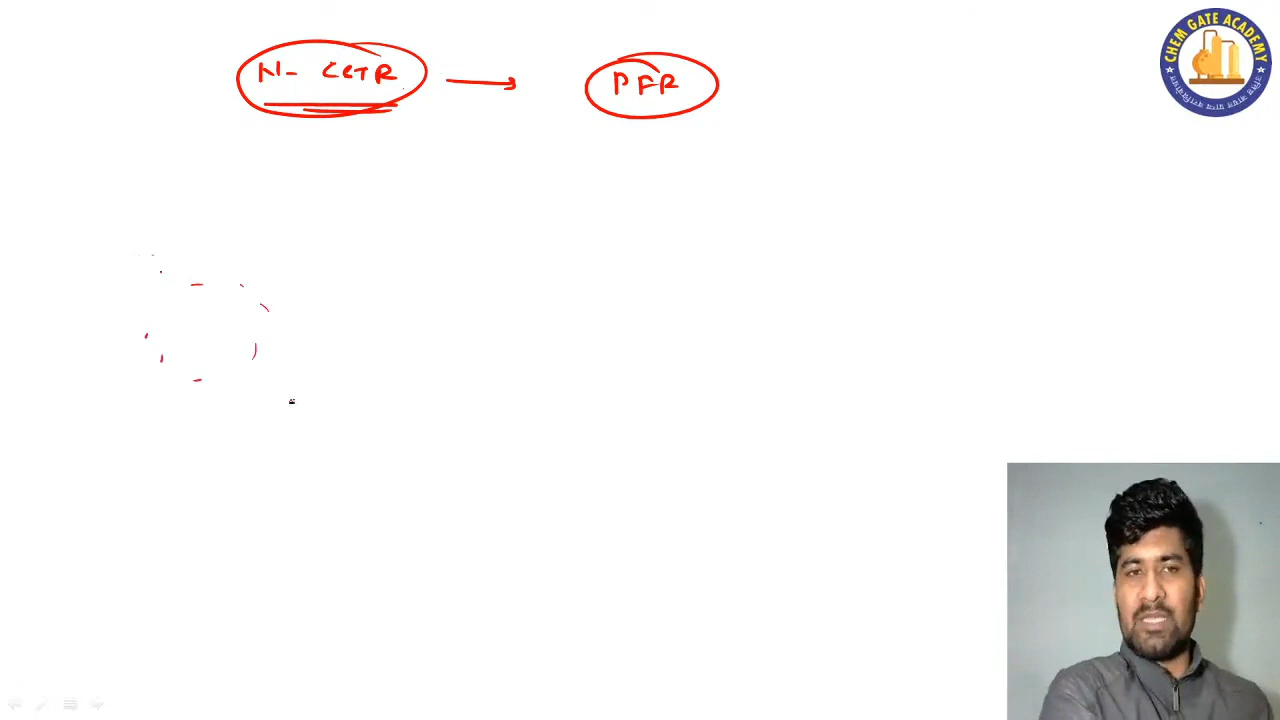 N- CSTR → PFR
CHEM GATE ACADEMY